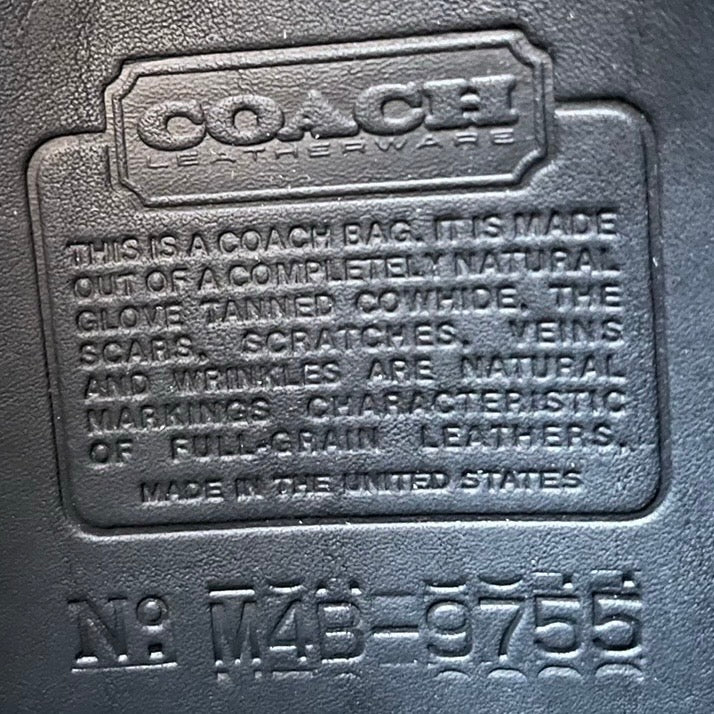 COACH
LEATHERWARE
THIS IS A COACH BAG. IT IS MADE
OUT OF A COMPLETELY NATURAL
GLOVE TANNED COWHIDE. THE
SCARS, SCRATCHES, VEINS
AND WRINKLES ARE NATURAL
MARKINGS CHARACTERISTIC
OF FULL-GRAIN LEATHERS.
MADE IN THE UNITED STATES
No. M4B-9755